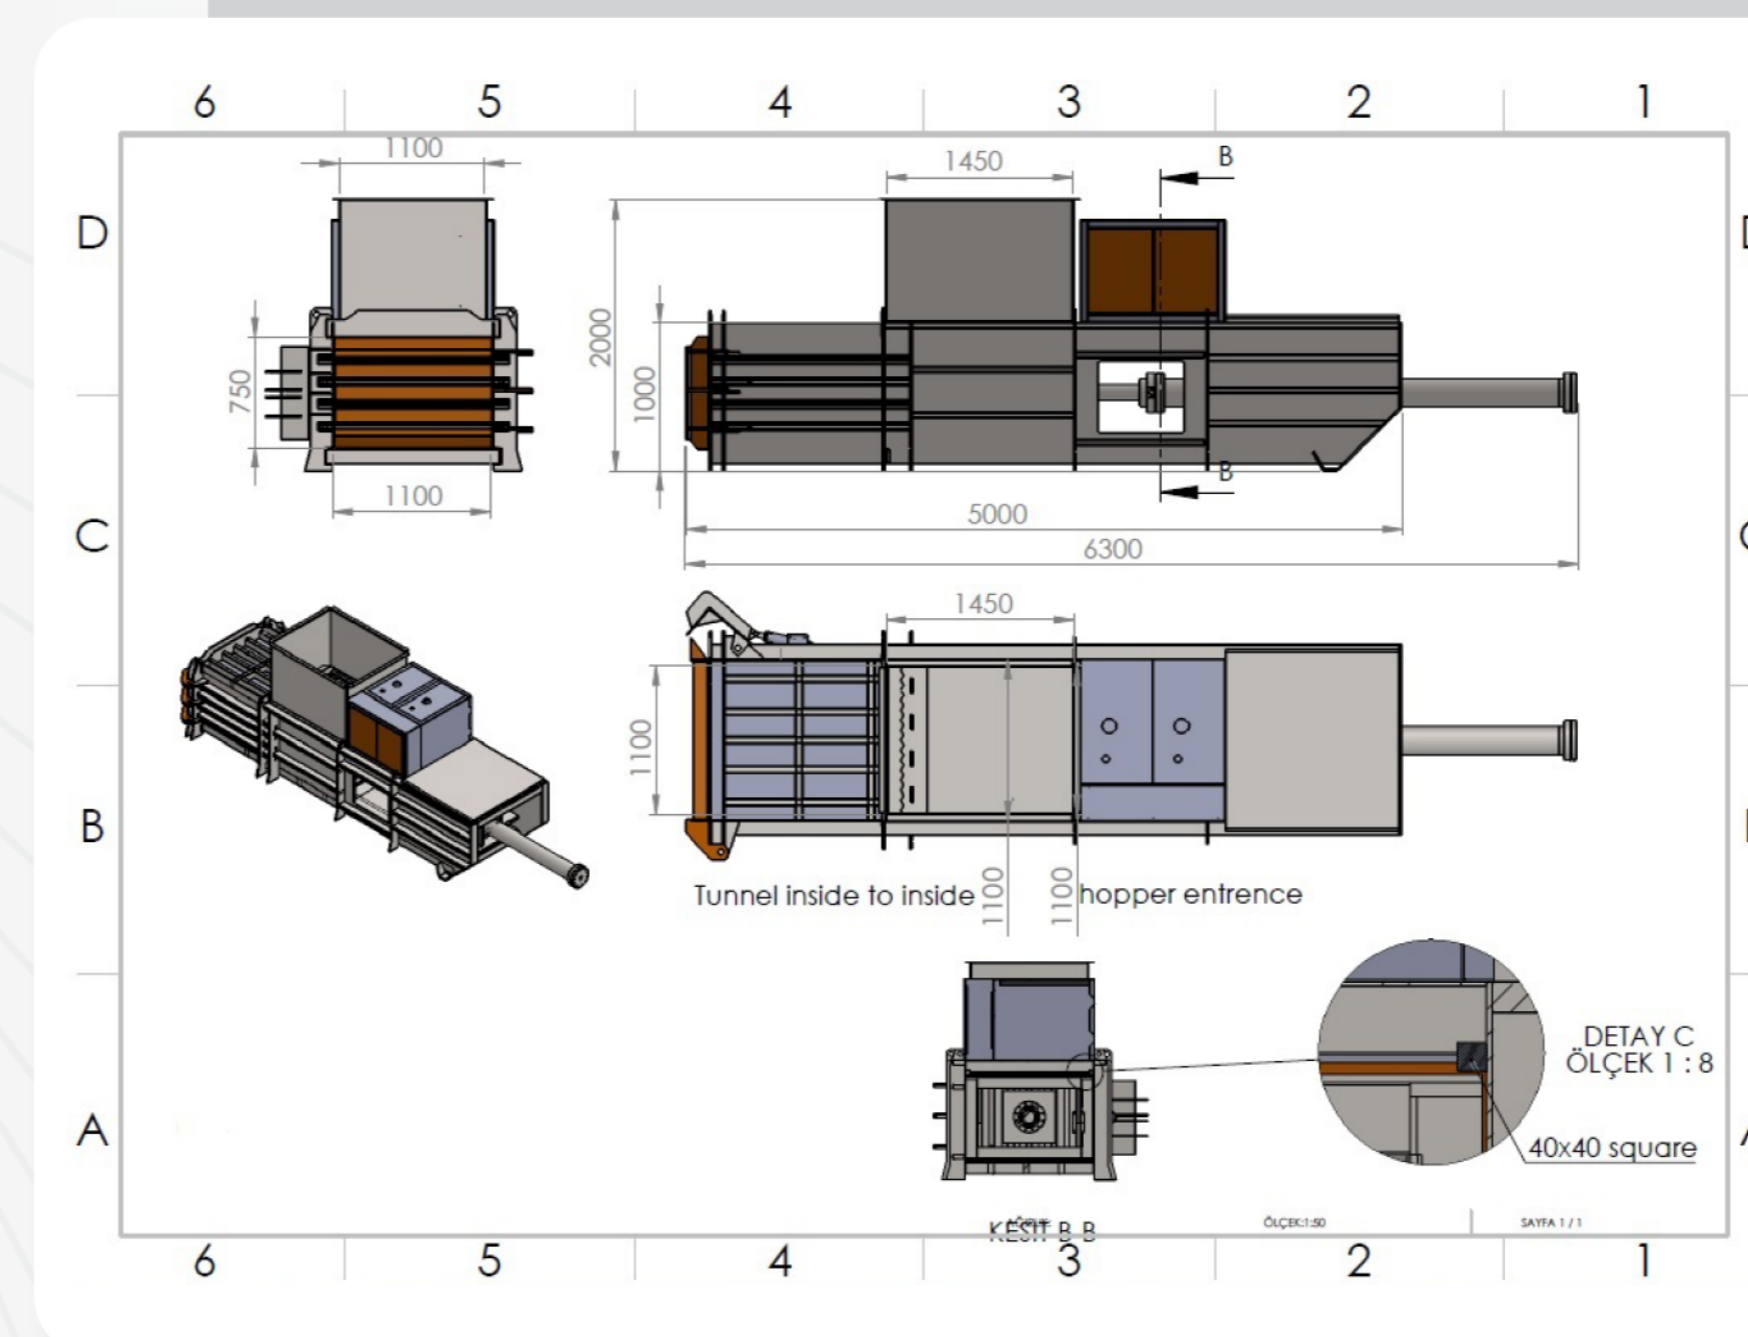 6 5 4 3 2 1
1100
1450
B
D
2000
750
1000
B
1100
5000
C
6300
1450
1100
B
Tunnel inside to inside
1100
1100
hopper entrence
DETAY C
ÖLÇEK 1 : 8
A
40x40 square
KESİT B-B
ÖLÇEK:1:50
SAYFA 1 / 1
6 5 4 3 2 1